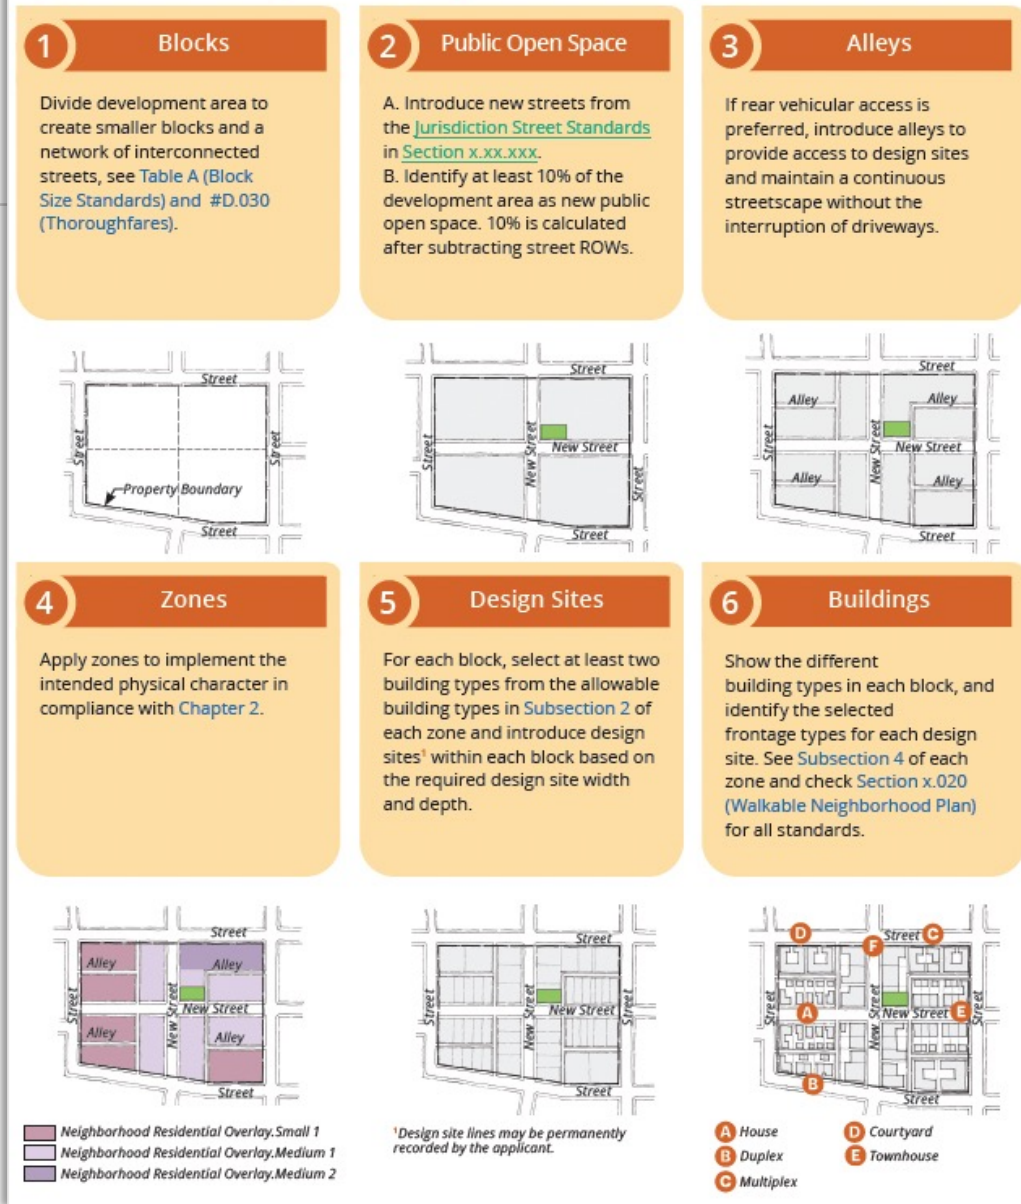 1 Blocks
Divide development area to
create smaller blocks and a
network of interconnected
streets, see Table A (Block
Size Standards) and #D.030
(Thoroughfares).
2 Public Open Space
A. Introduce new streets from
the Jurisdiction Street Standards
in Section x.xx.xxx.
B. Identify at least 10% of the
development area as new public
open space. 10% is calculated
after subtracting street ROWs.
3 Alleys
If rear vehicular access is
preferred, introduce alleys to
provide access to design sites
and maintain a continuous
streetscape without the
interruption of driveways.
Street
Street
Street
Property Boundary
Street
Street
Street
New Street
New Street
Street
Street
Street
Alley
Alley
Street
New Street
New Street
Street
Alley
Alley
Street
4 Zones
Apply zones to implement the
intended physical character in
compliance with Chapter 2.
5 Design Sites
For each block, select at least two
building types from the allowable
building types in Subsection 2 of
each zone and introduce design
sites¹ within each block based on
the required design site width
and depth.
6 Buildings
Show the different
building types in each block, and
identify the selected
frontage types for each design
site. See Subsection 4 of each
zone and check Section x.020
(Walkable Neighborhood Plan)
for all standards.
Street
Alley
Alley
Street
New Street
New Street
Street
Alley
Alley
Street
Neighborhood Residential Overlay.Small 1
Neighborhood Residential Overlay.Medium 1
Neighborhood Residential Overlay.Medium 2
Street
Street
New Street
New Street
Street
Street
¹Design site lines may be permanently
recorded by the applicant.
D
F
Street
C
Street
New Street
New Street
Street
A
E
B
Street
A House
B Duplex
C Multiplex
D Courtyard
E Townhouse